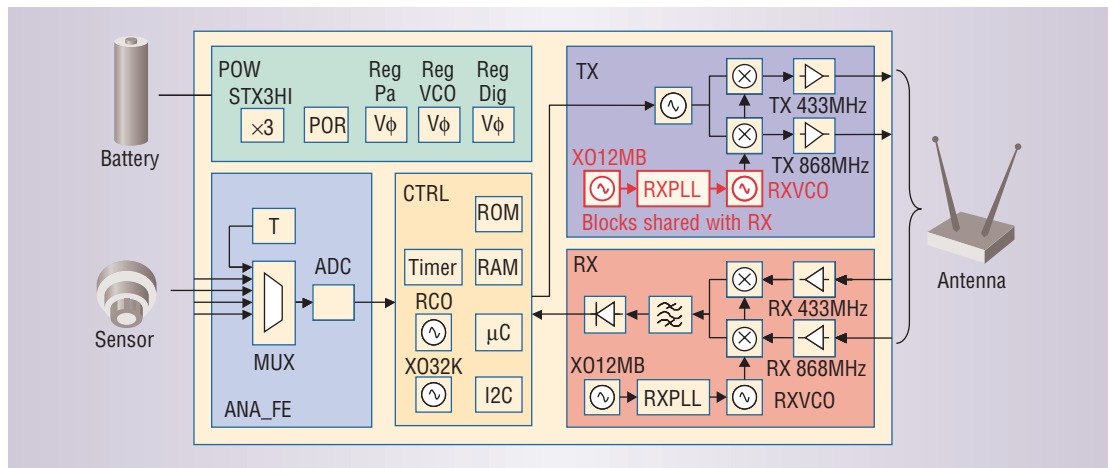 Battery
Sensor
POW
STX3HI
×3
POR
Reg
Pa
Vϕ
Reg
VCO
Vϕ
Reg
Dig
Vϕ
T
ADC
MUX
ANA_FE
CTRL
ROM
Timer
RAM
RCO
µC
XO32K
I2C
TX
TX 433MHz
TX 868MHz
XO12MB
RXPLL
RXVCO
Blocks shared with RX
RX
RX 433MHz
RX 868MHz
XO12MB
RXPLL
RXVCO
Antenna